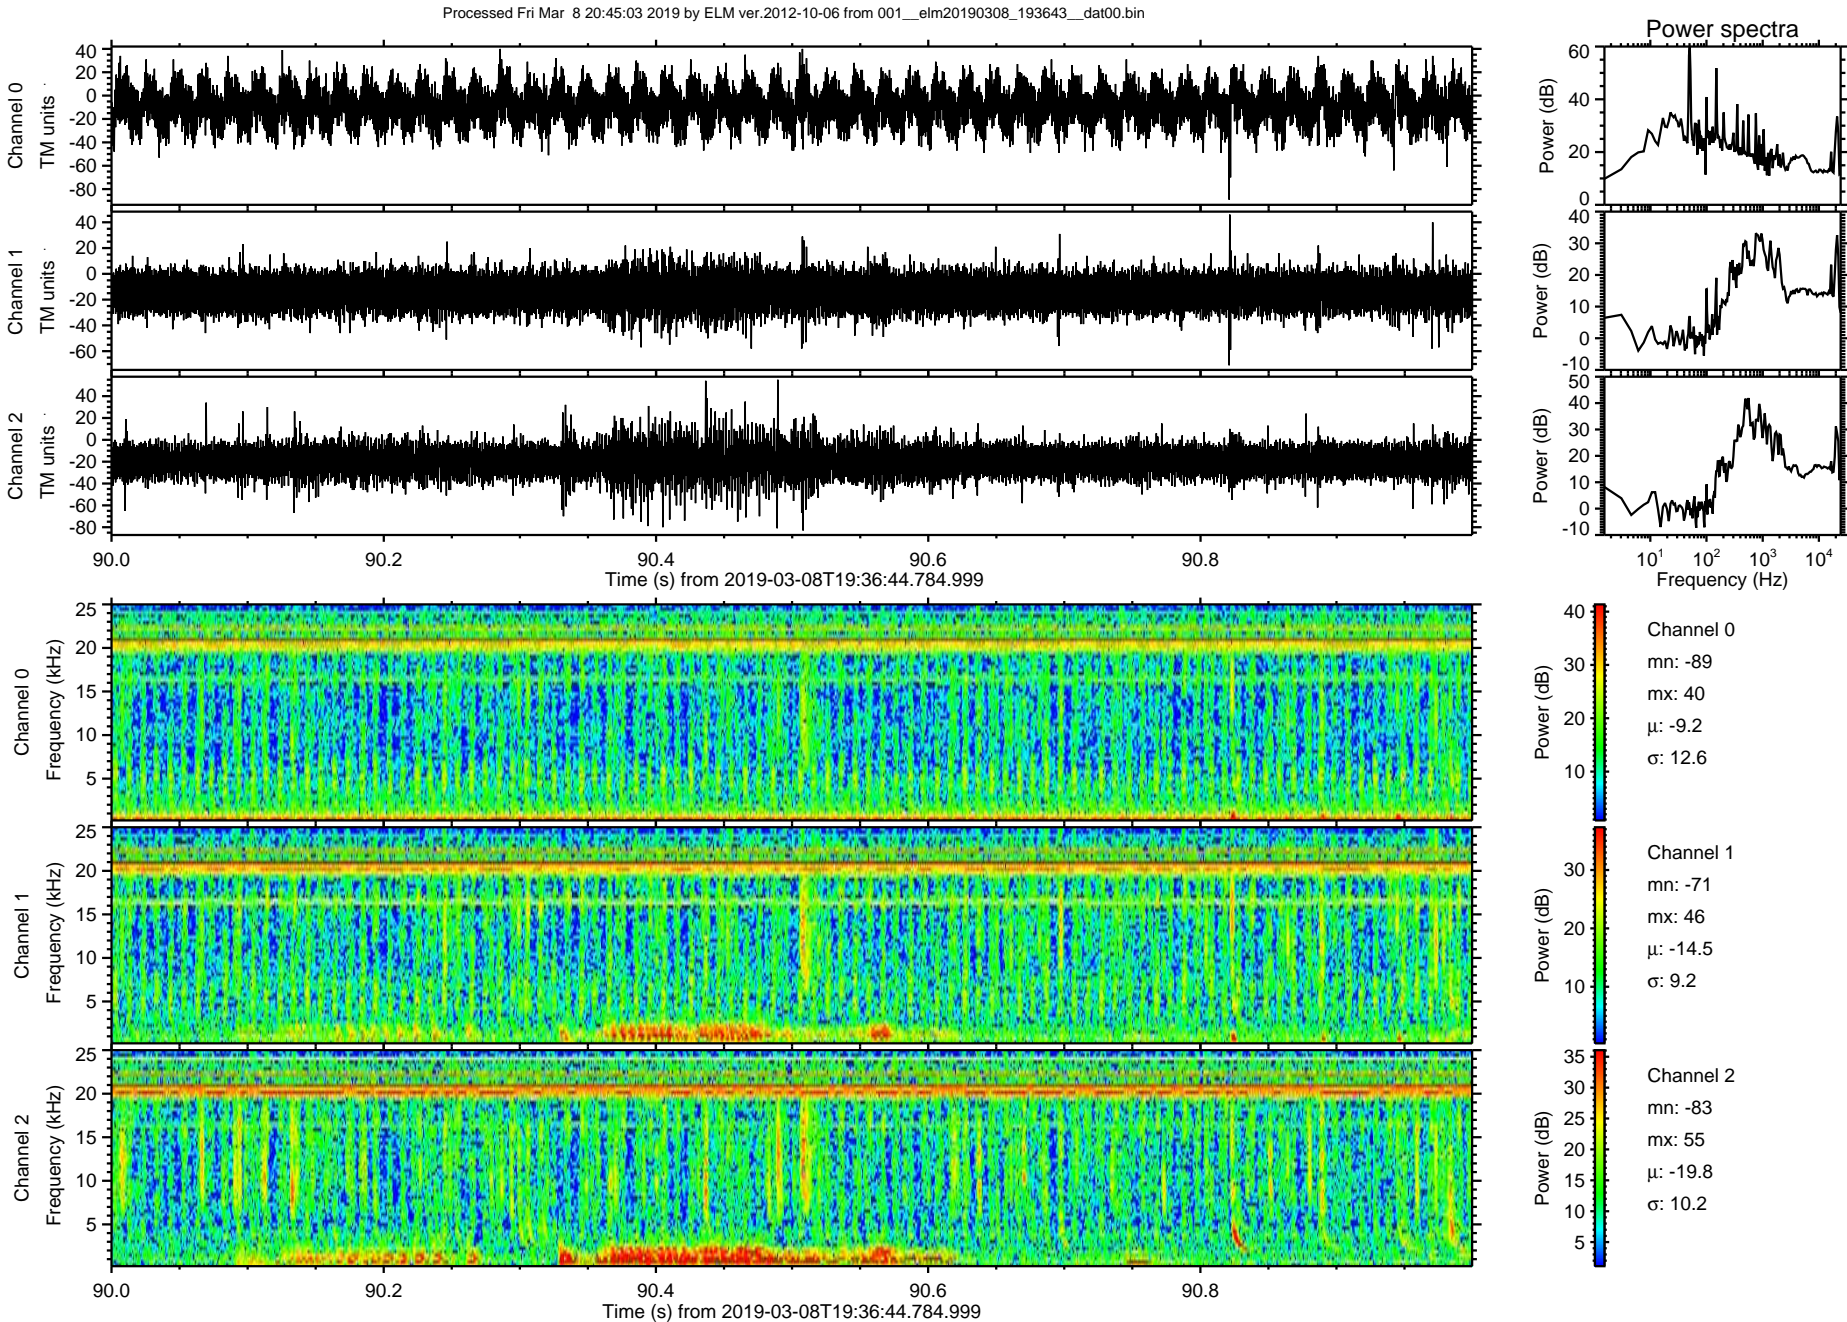 Processed Fri Mar  8 20:45:03 2019 by ELM ver.2012-10-06 from 001__elm20190308_193643__dat00.bin
Power spectra
Channel 0
TM units
40
20
0
-20
-40
-60
-80
Power (dB)
60
40
20
0
Channel 1
TM units
40
20
0
-20
-40
-60
Power (dB)
40
30
20
10
0
-10
Channel 2
TM units
40
20
0
-20
-40
-60
-80
Power (dB)
50
40
30
20
10
0
-10
90.0 90.2 90.4 90.6 90.8
Time (s) from 2019-03-08T19:36:44.784.999
10^1 10^2 10^3 10^4
Frequency (Hz)
Channel 0
Frequency (kHz)
25
20
15
10
5
Power (dB)
40
30
20
10
Channel 0
mn: -89
mx: 40
μ: -9.2
σ: 12.6
Channel 1
Frequency (kHz)
25
20
15
10
5
Power (dB)
30
20
10
Channel 1
mn: -71
mx: 46
μ: -14.5
σ: 9.2
Channel 2
Frequency (kHz)
25
20
15
10
5
Power (dB)
35
30
25
20
15
10
5
Channel 2
mn: -83
mx: 55
μ: -19.8
σ: 10.2
90.0 90.2 90.4 90.6 90.8
Time (s) from 2019-03-08T19:36:44.784.999